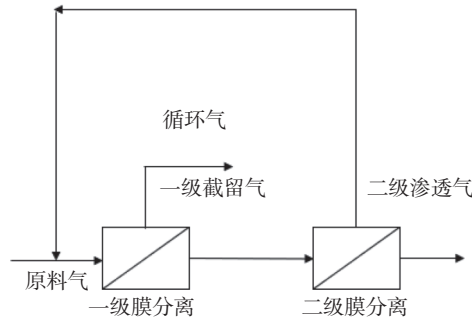 循环气
一级截留气
二级渗透气
原料气
一级膜分离
二级膜分离